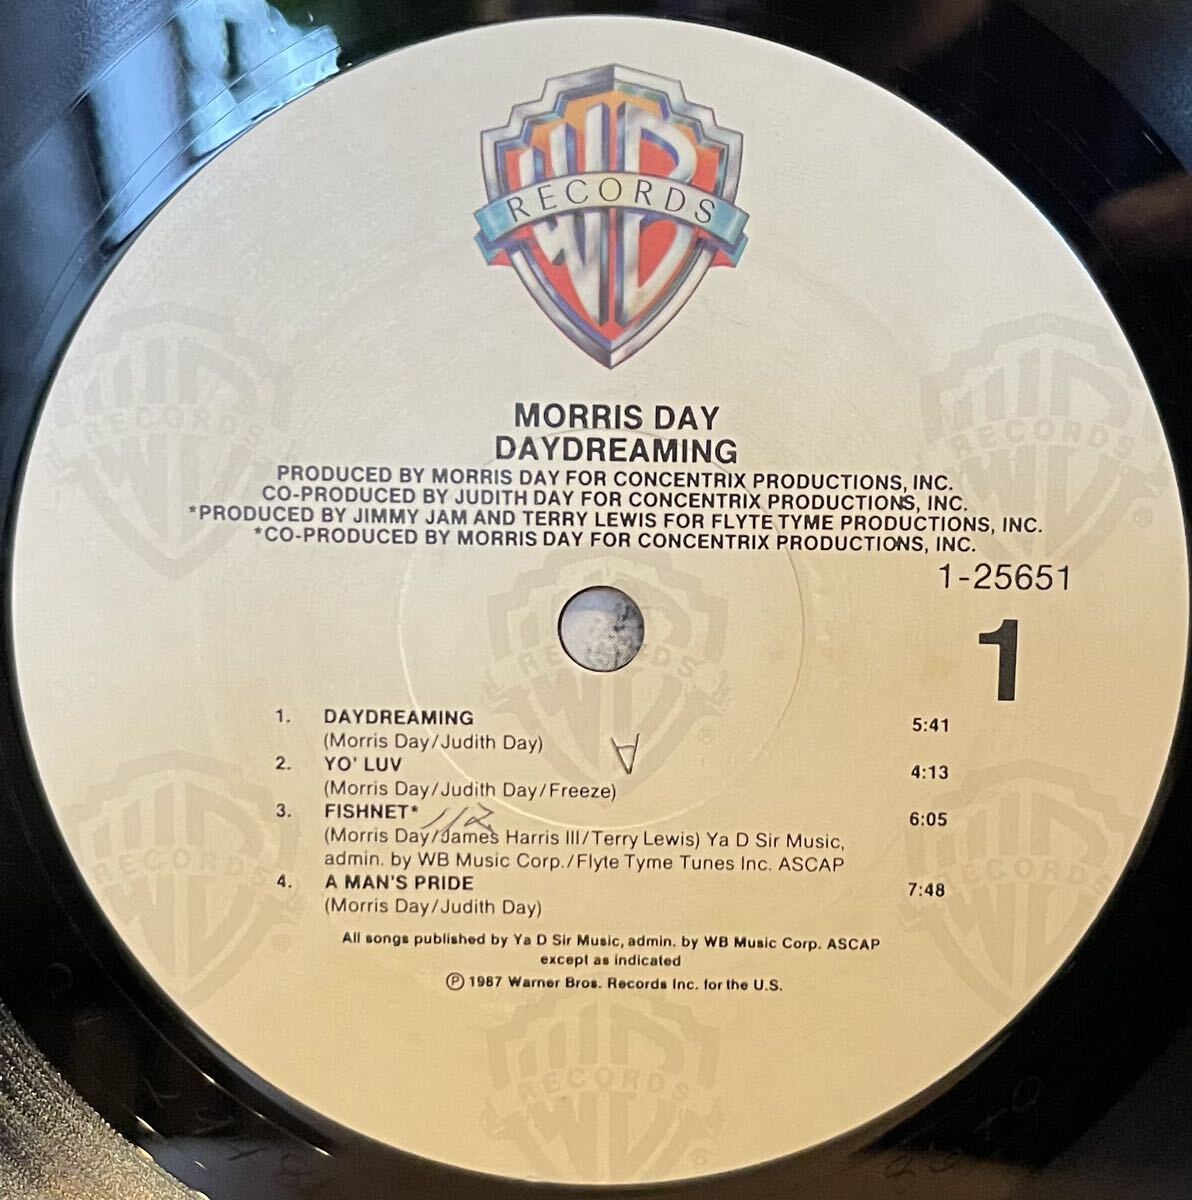 WB
RECORDS
MORRIS DAY
DAYDREAMING
PRODUCED BY MORRIS DAY FOR CONCENTRIX PRODUCTIONS, INC.
CO-PRODUCED BY JUDITH DAY FOR CONCENTRIX PRODUCTIONS, INC.
*PRODUCED BY JIMMY JAM AND TERRY LEWIS FOR FLYTE TYME PRODUCTIONS, INC.
*CO-PRODUCED BY MORRIS DAY FOR CONCENTRIX PRODUCTIONS, INC.
1-25651
1
1. DAYDREAMING 5:41
(Morris Day/Judith Day) A
2. YO' LUV 4:13
(Morris Day/Judith Day/Freeze)
3. FISHNET* 112 6:05
(Morris Day/James Harris III/Terry Lewis) Ya D Sir Music,
admin. by WB Music Corp./Flyte Tyme Tunes Inc. ASCAP
4. A MAN'S PRIDE 7:48
(Morris Day/Judith Day)
All songs published by Ya D Sir Music, admin. by WB Music Corp. ASCAP
except as indicated
Ⓟ 1987 Warner Bros. Records Inc. for the U.S.